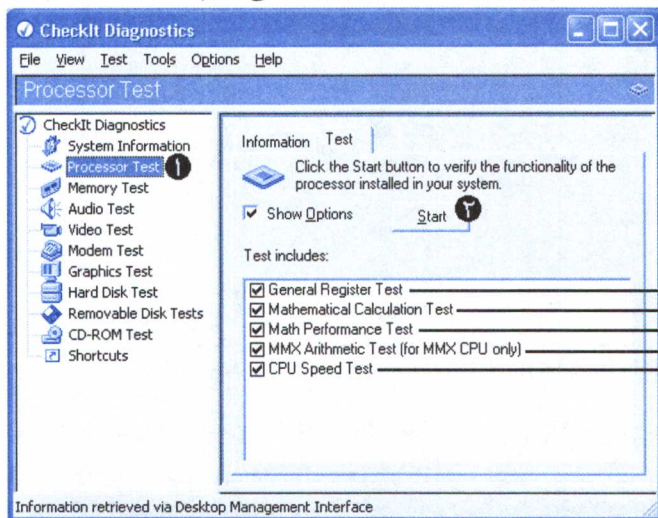 CheckIt Diagnostics
File View Test Tools Options Help
Processor Test
CheckIt Diagnostics
System Information
Processor Test ۱
Memory Test
Audio Test
Video Test
Modem Test
Graphics Test
Hard Disk Test
Removable Disk Tests
CD-ROM Test
Shortcuts
Information Test
Click the Start button to verify the functionality of the
processor installed in your system.
Show Options Start ۲
Test includes:
General Register Test
Mathematical Calculation Test
Math Performance Test
MMX Arithmetic Test (for MMX CPU only)
CPU Speed Test
Information retrieved via Desktop Management Interface